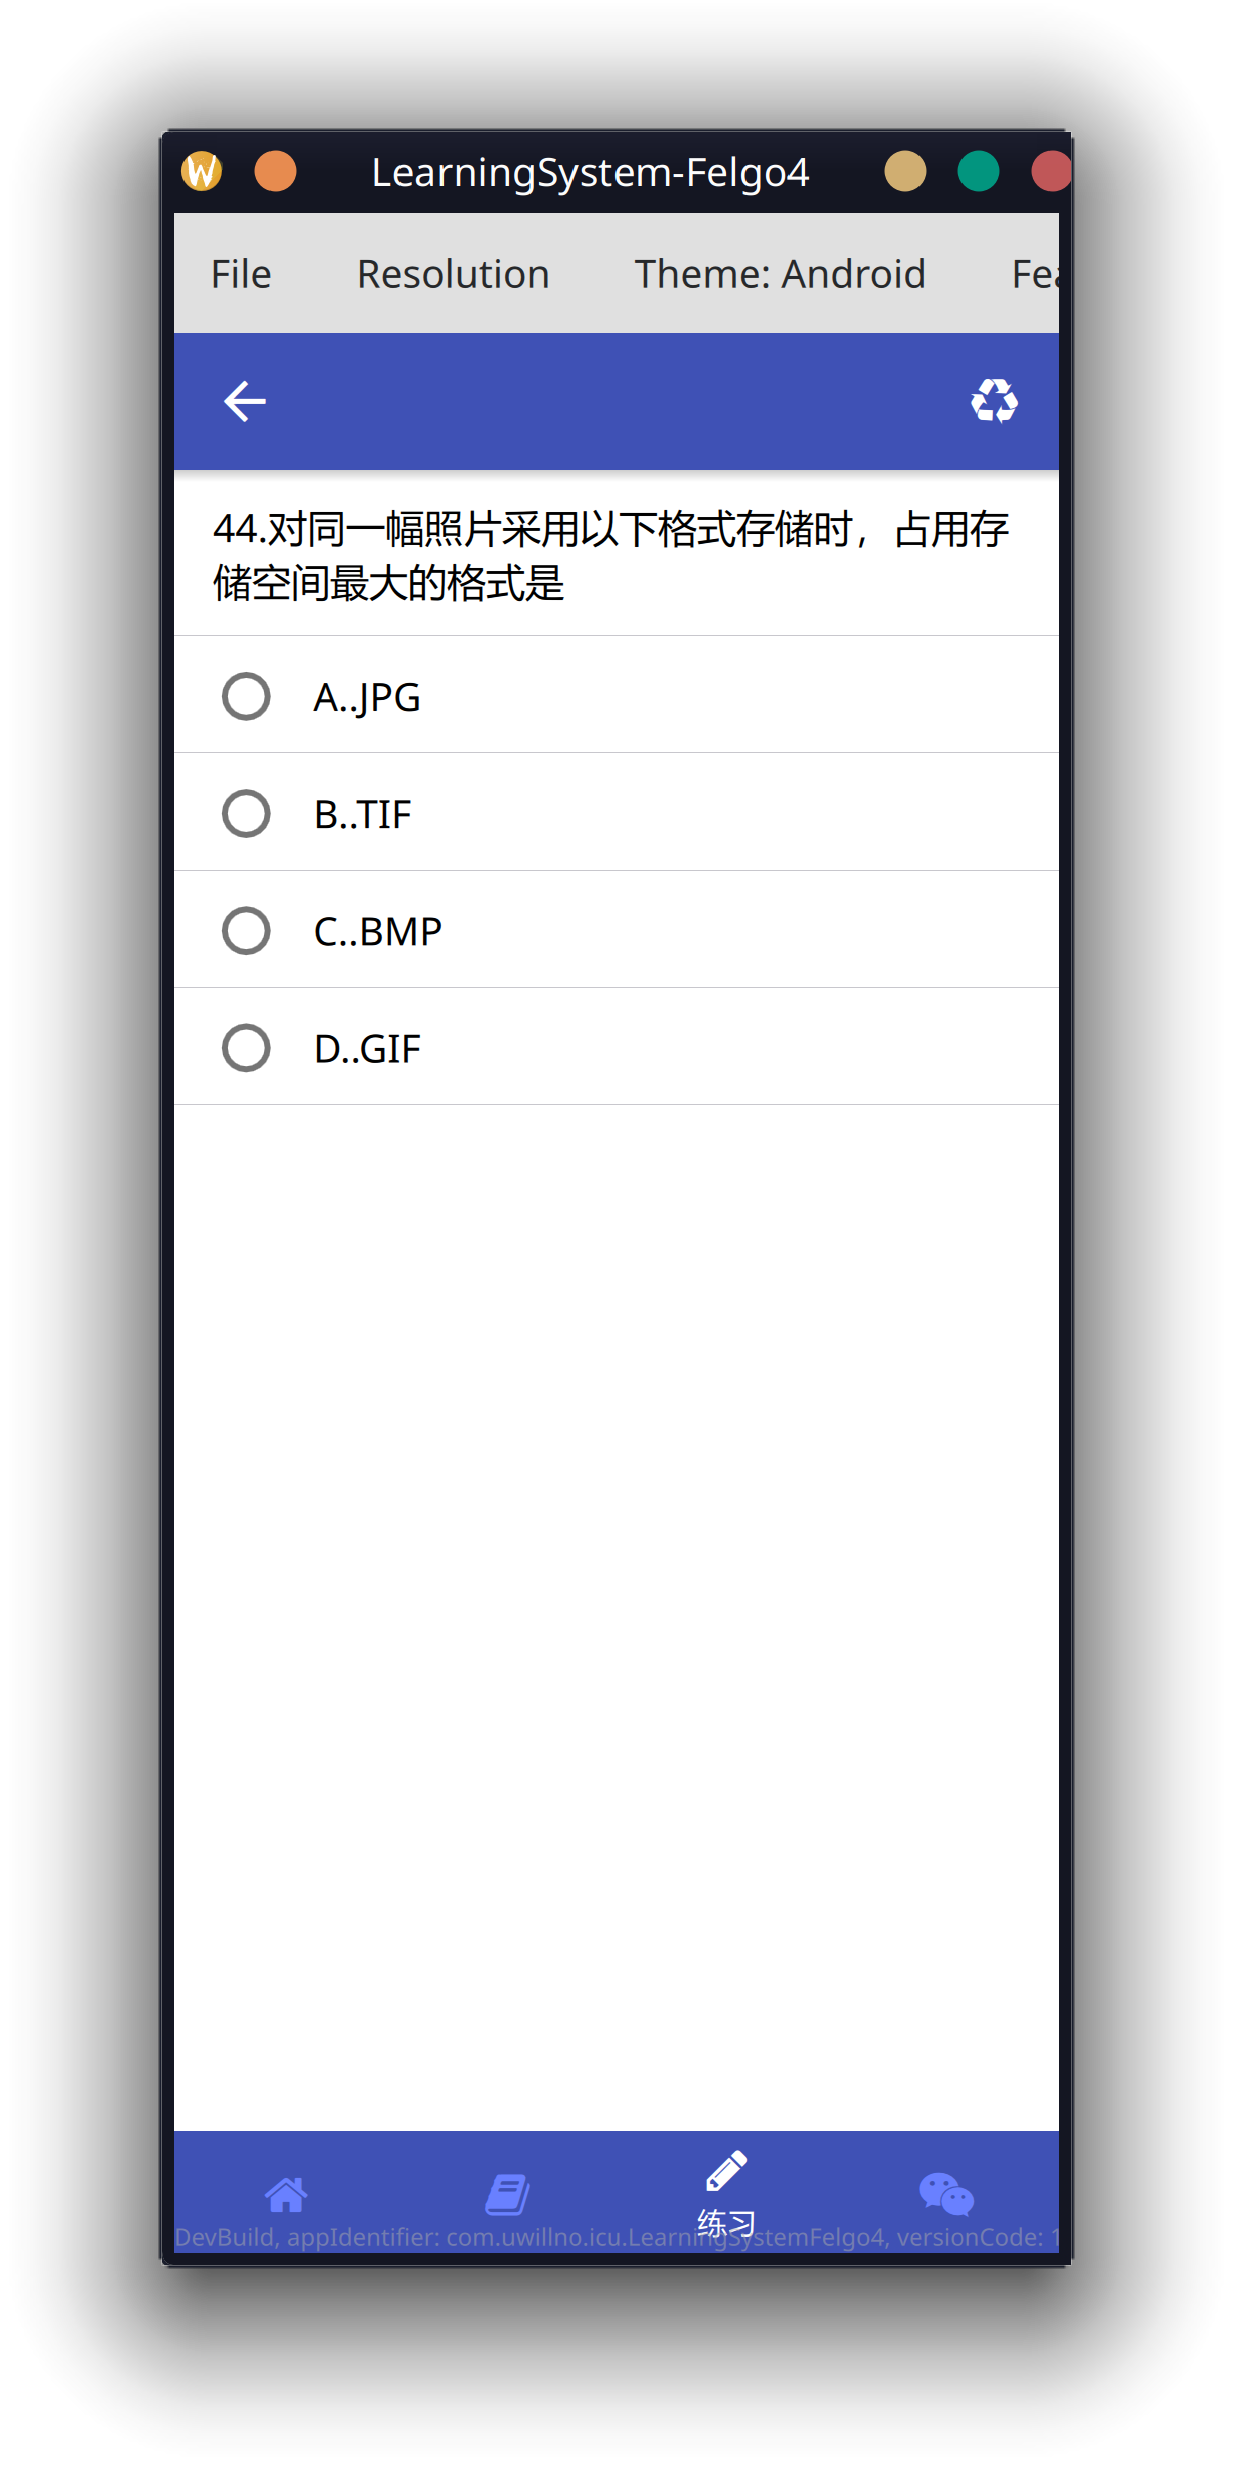 LearningSystem-Felgo4
File Resolution Theme: Android Fea
44.对同一幅照片采用以下格式存储时，占用存
储空间最大的格式是
A..JPG
B..TIF
C..BMP
D..GIF
练习
DevBuild, appIdentifier: com.uwillno.icu.LearningSystemFelgo4, versionCode: 1